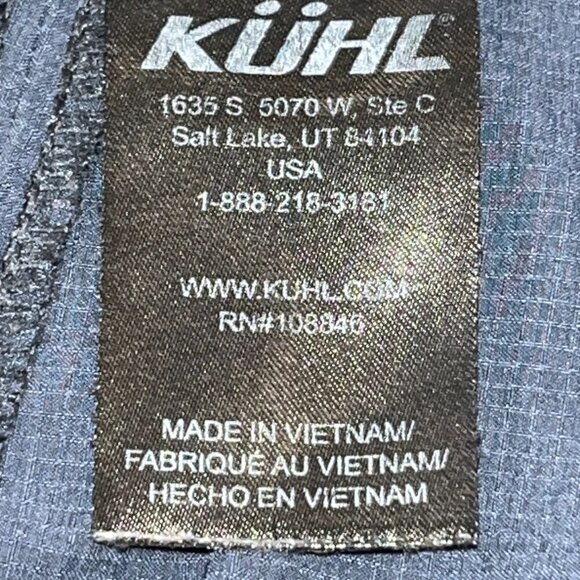 KÜHL®
1635 S. 5070 W, Ste C
Salt Lake, UT 84104
USA
1-888-218-3181
WWW.KUHL.COM
RN#108846
MADE IN VIETNAM/
FABRIQUÉ AU VIETNAM/
HECHO EN VIETNAM